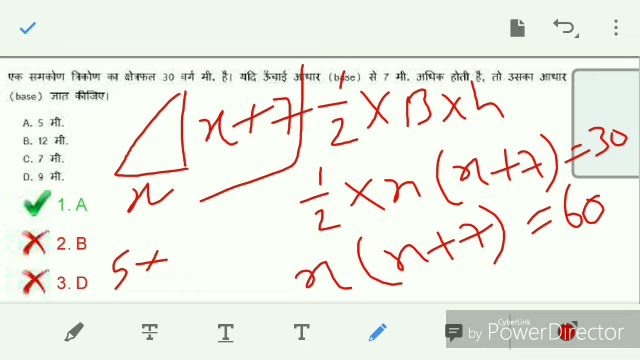 एक समकोण त्रिकोण का क्षेत्रफल 30 वर्ग मी. है। यदि ऊँचाई आधार (base) से 7 मी. अधिक होती है, तो उसका आधार
(base) ज्ञात कीजिए।
A. 5 मी.
B. 12 मी.
C. 7 मी.
D. 9 मी.
1. A
2. B
3. D
x+7
x
1/2 × B × h
1/2 × x (x+7) = 30
x (x+7) = 60
5 ×
T T T
by CyberLink PowerDirector